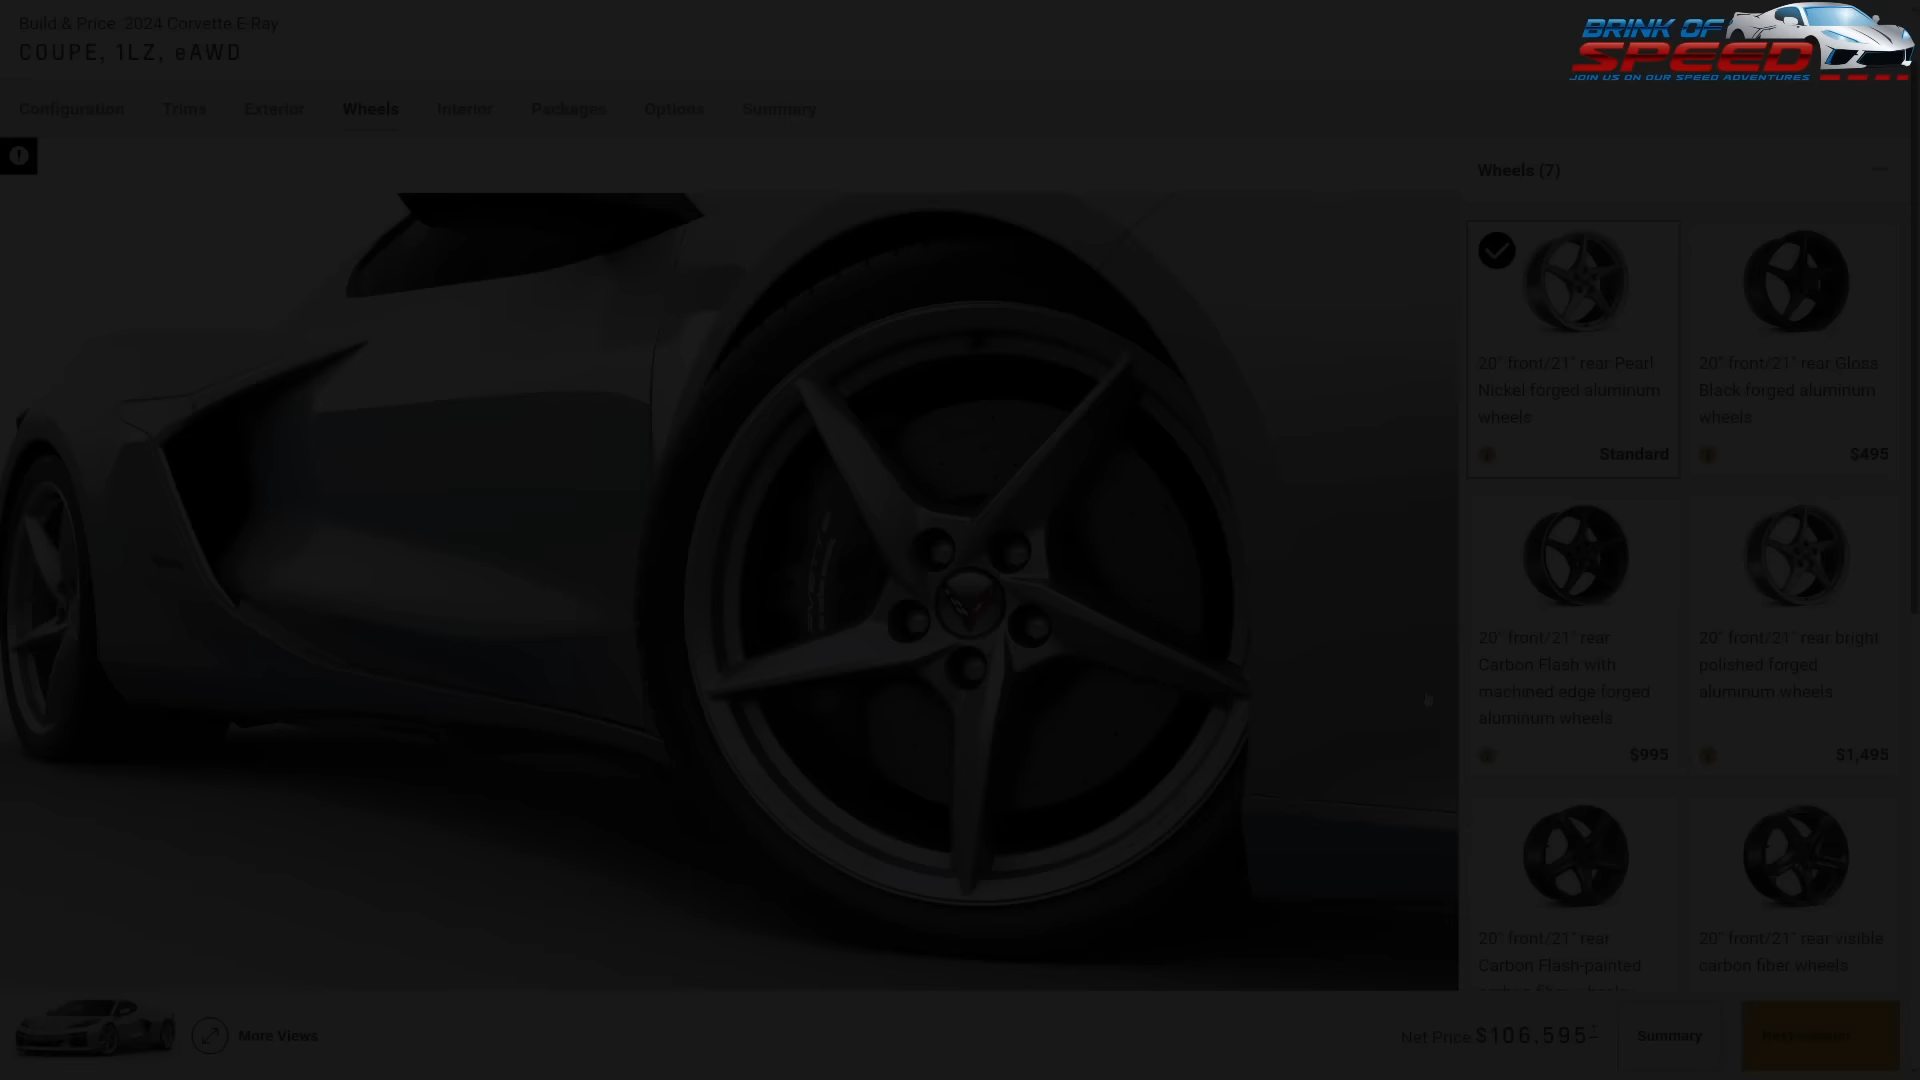 Build & Price: 2024 Corvette E-Ray
COUPE, 1LZ, eAWD
BRINK OF
SPEED
JOIN US ON OUR SPEED ADVENTURES
Configuration
Trims
Exterior
Wheels
Interior
Packages
Options
Summary
Wheels (7)
20" front/21" rear Pearl
Nickel forged aluminum
wheels
Standard
20" front/21" rear Gloss
Black forged aluminum
wheels
$495
20" front/21" rear
Carbon Flash with
machined edge forged
aluminum wheels
$995
20" front/21" rear bright
polished forged
aluminum wheels
$1,495
20" front/21" rear
Carbon Flash-painted
20" front/21" rear visible
carbon fiber wheels
More Views
Net Price $106,595
Summary